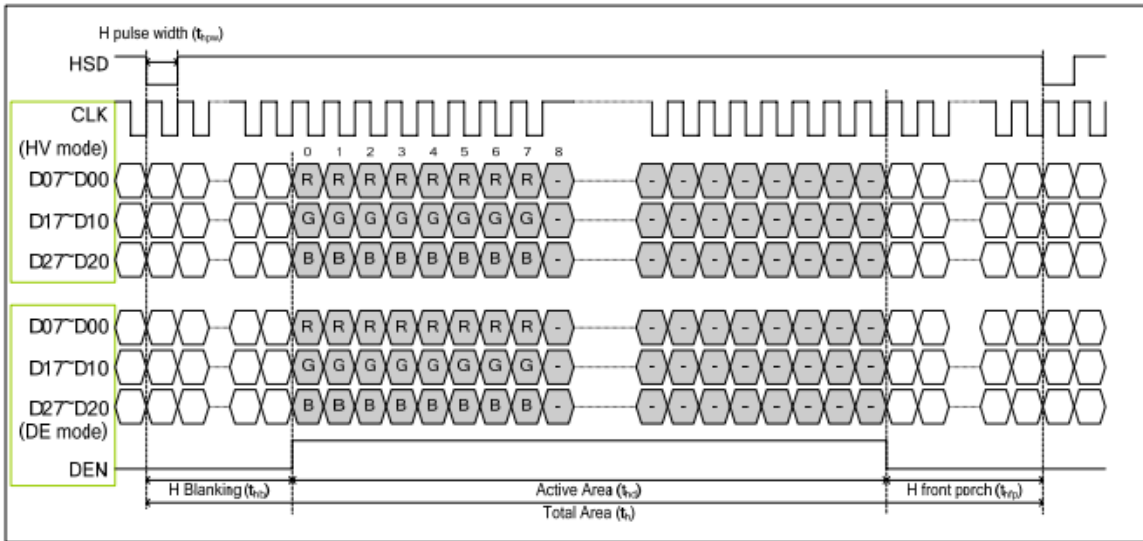 H pulse width (thpw)
HSD
CLK
(HV mode)
0 1 2 3 4 5 6 7 8
D07~D00 R R R R R R R R - - - - - - - - -
D17~D10 G G G G G G G G - - - - - - - - -
D27~D20 B B B B B B B B - - - - - - - - -
D07~D00 R R R R R R R R - - - - - - - - -
D17~D10 G G G G G G G G - - - - - - - - -
D27~D20 B B B B B B B B - - - - - - - - -
(DE mode)
DEN
H Blanking (thb) Active Area (thd) H front porch (thfp)
Total Area (th)